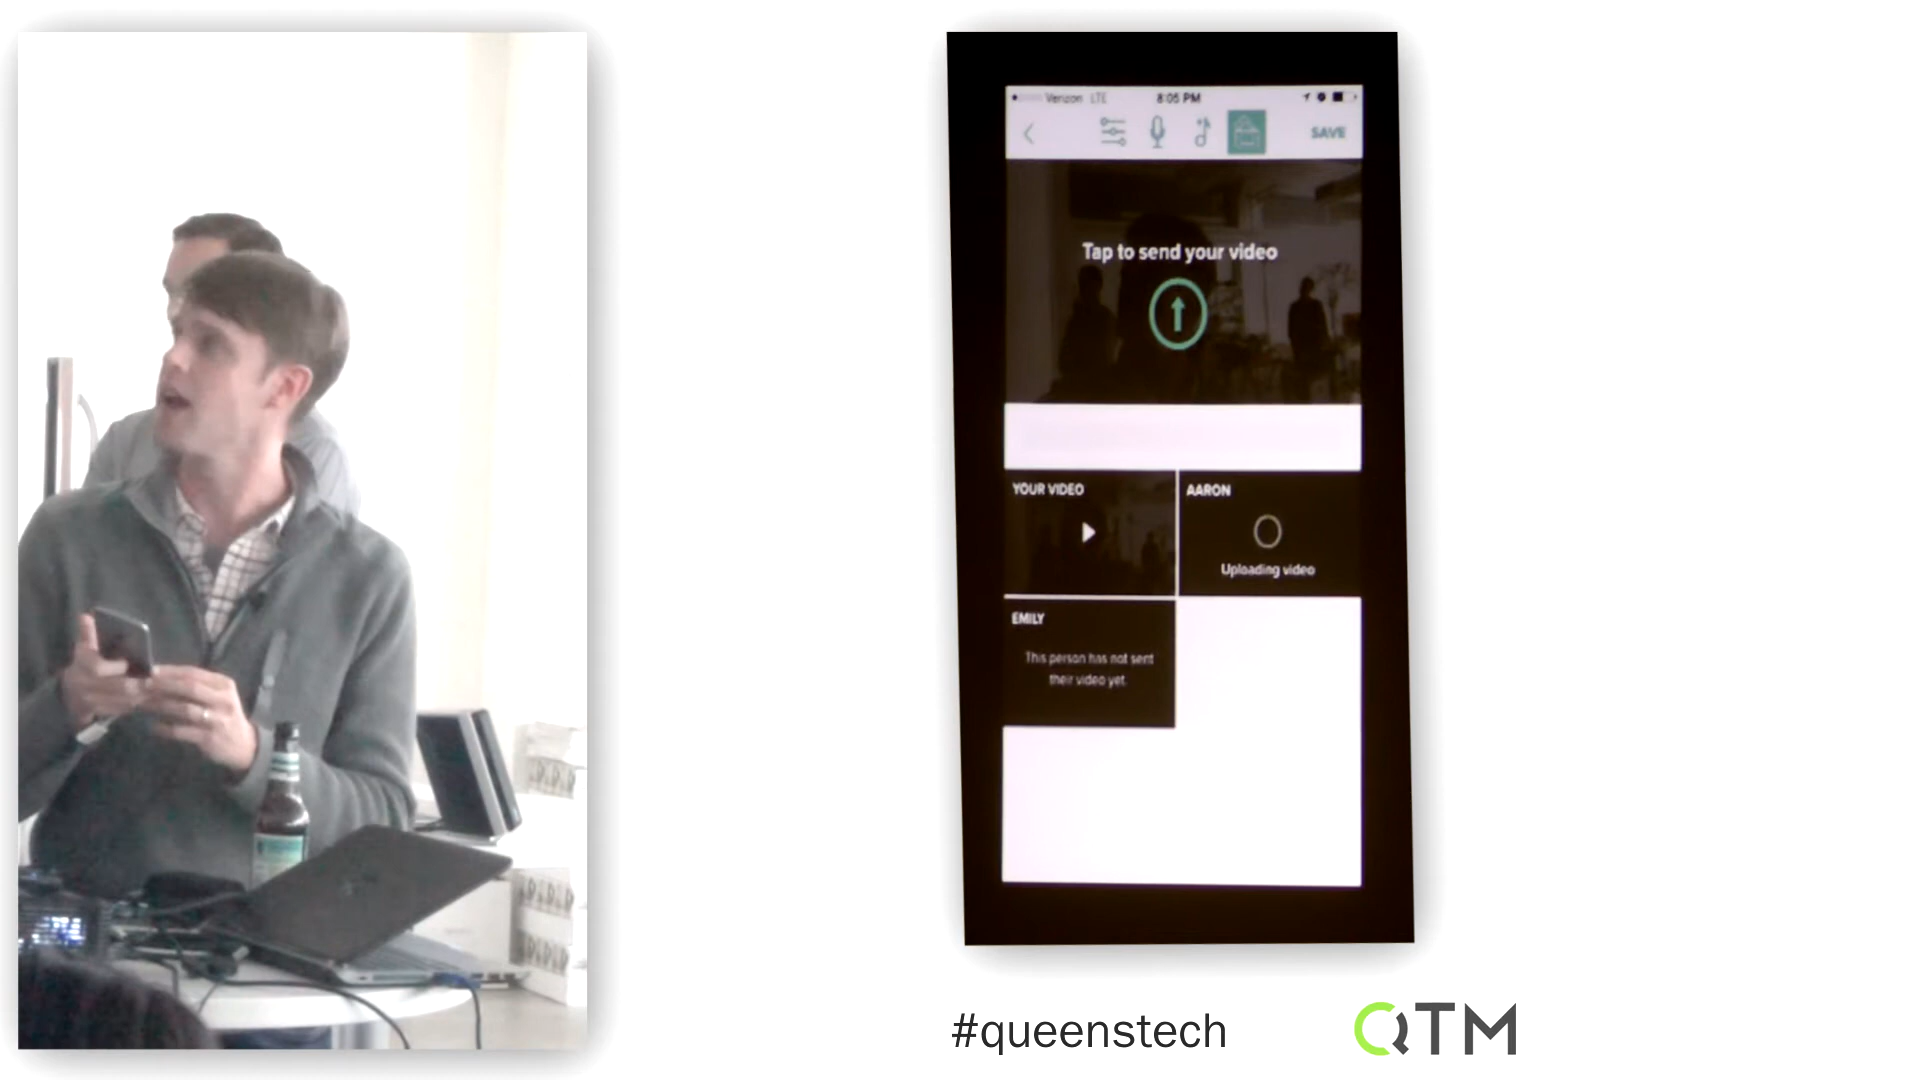 Verizon LTE 8:05 PM
SAVE
Tap to send your video
YOUR VIDEO
AARON
Uploading video
EMILY
This person has not sent
their video yet.
#queenstech
QTM